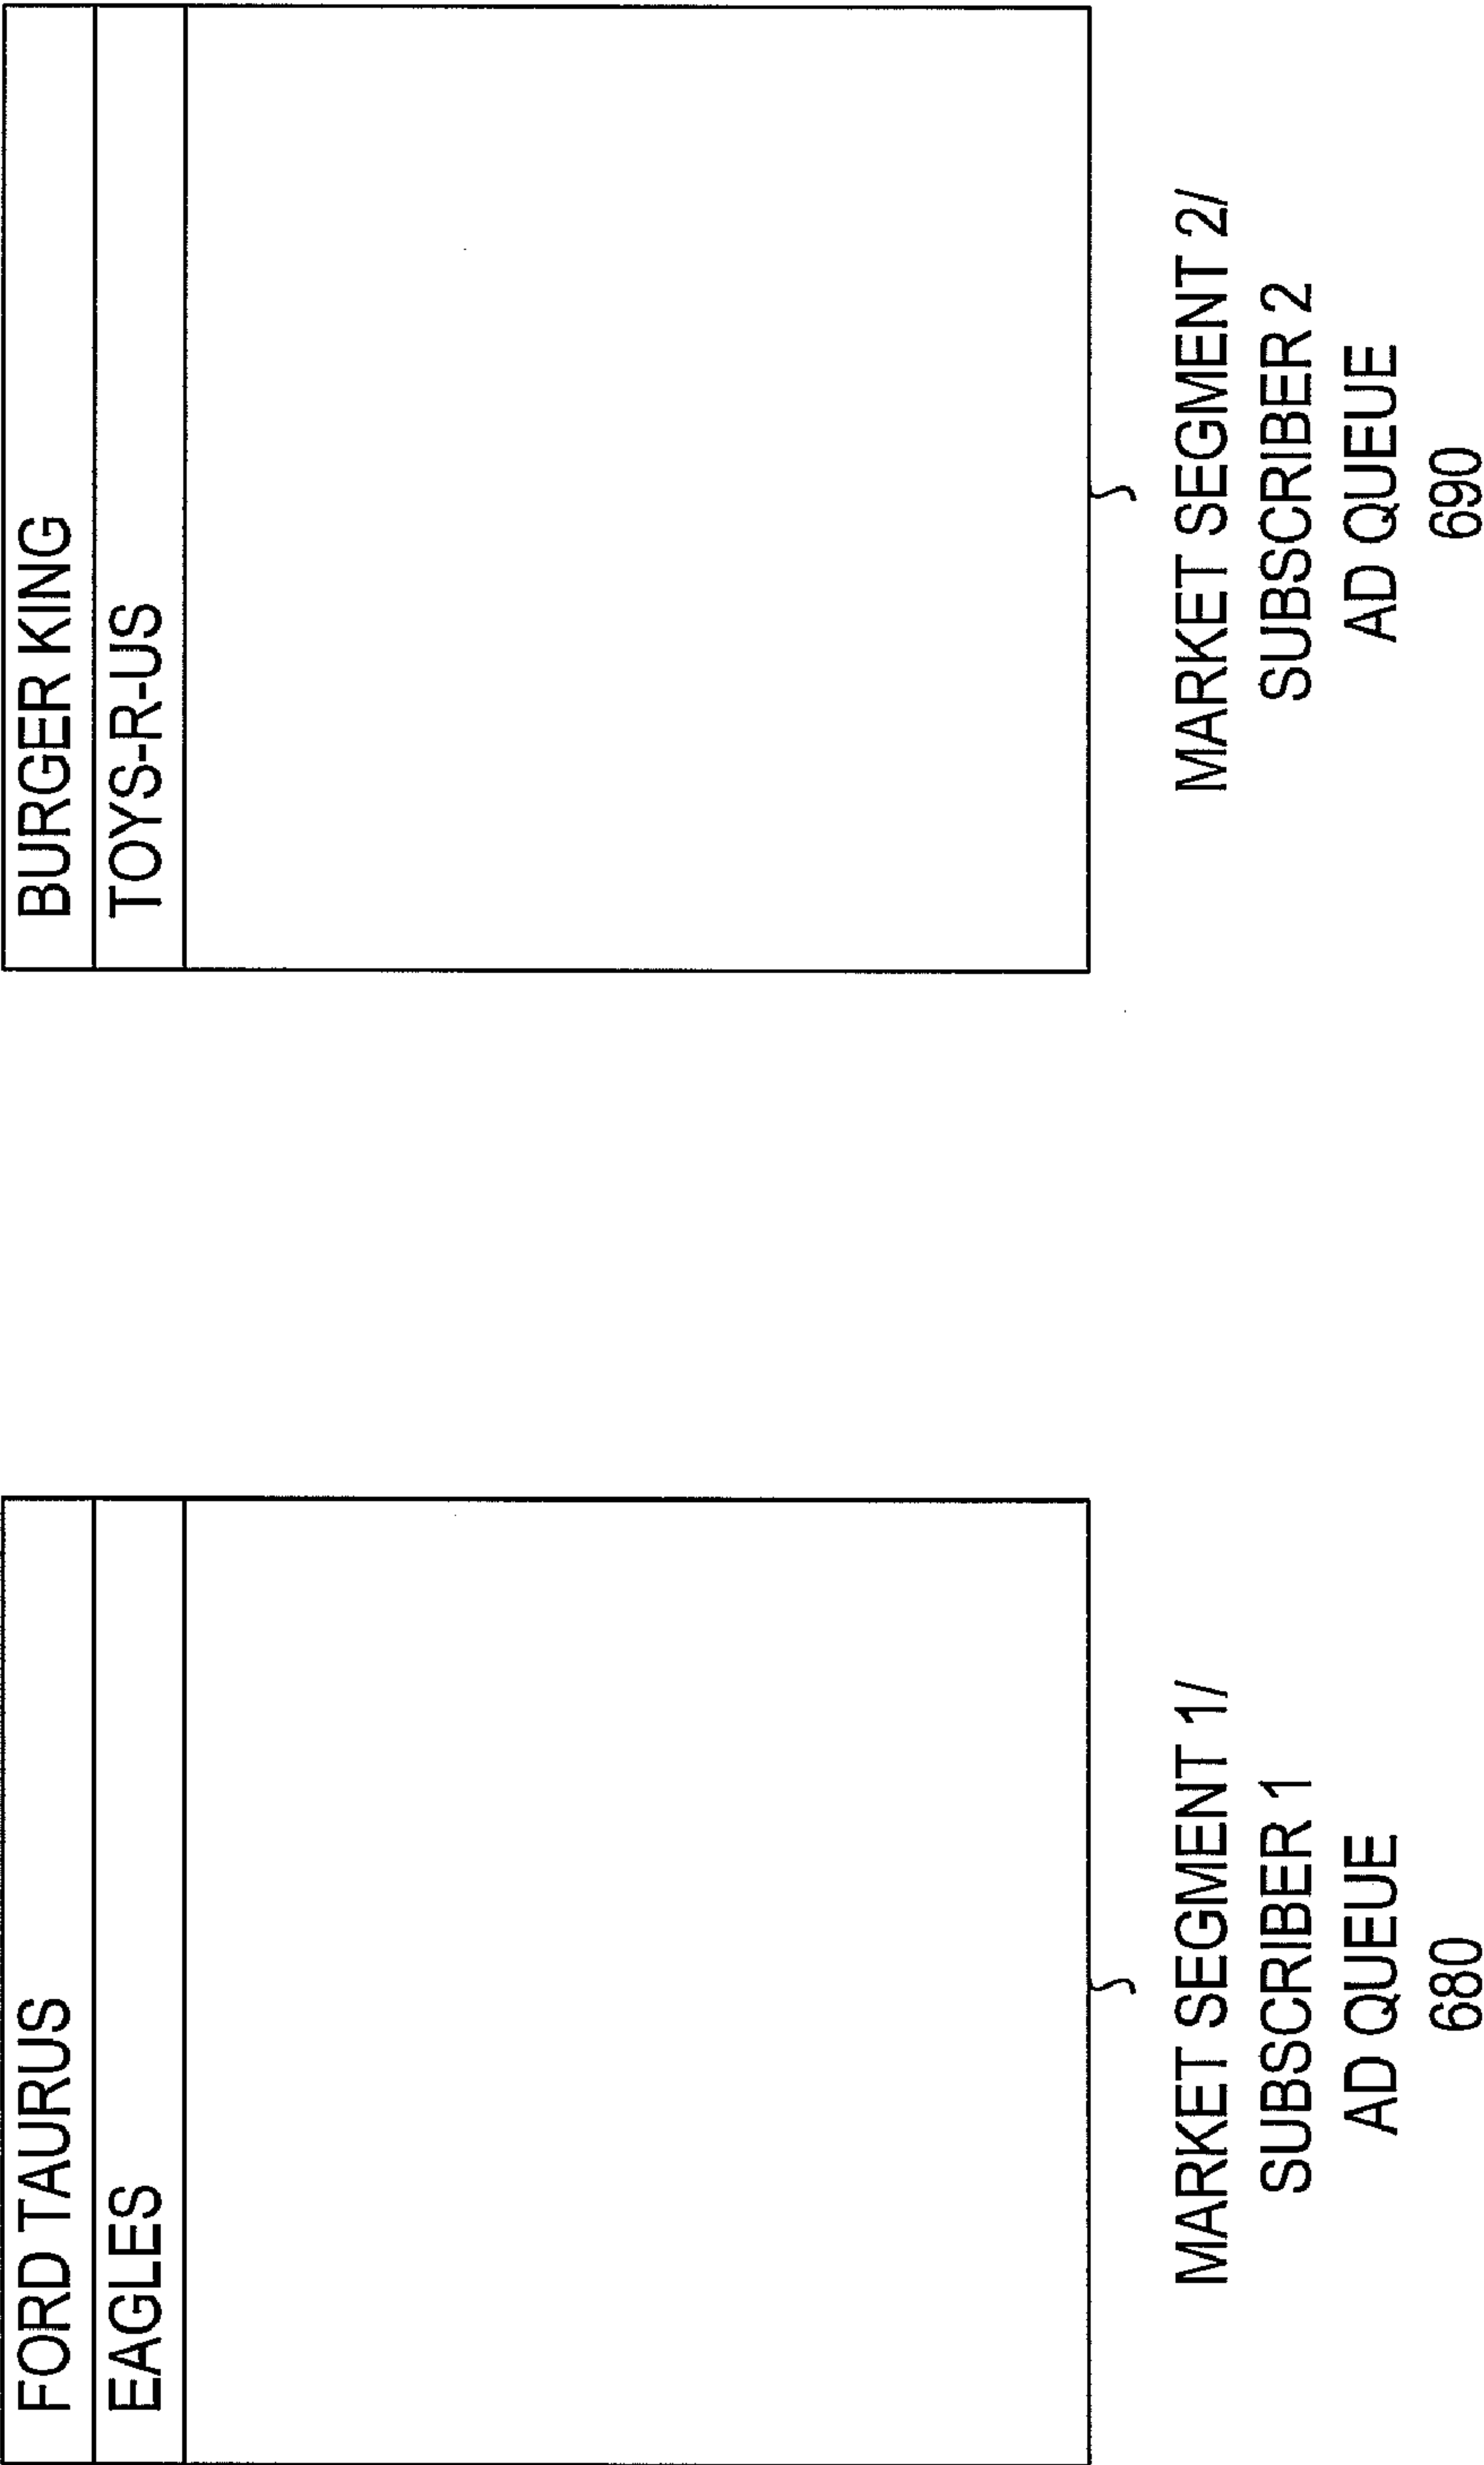 FORD TAURUS
EAGLES
MARKET SEGMENT 1/
SUBSCRIBER 1
AD QUEUE
680
BURGER KING
TOYS-R-US
MARKET SEGMENT 2/
SUBSCRIBER 2
AD QUEUE
690